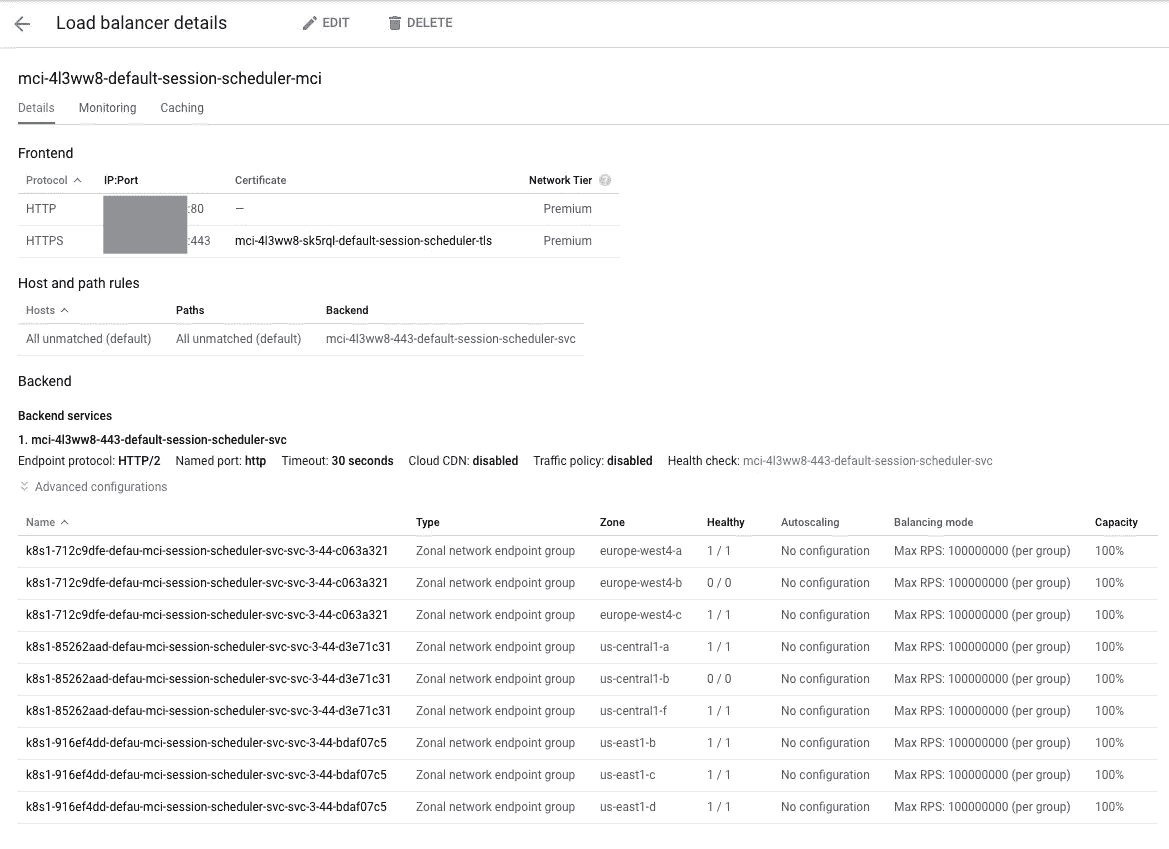 Load balancer details EDIT DELETE
mci-4l3ww8-default-session-scheduler-mci
Details Monitoring Caching
Frontend
Protocol IP:Port Certificate Network Tier ?
HTTP :80 — Premium
HTTPS :443 mci-4l3ww8-sk5rql-default-session-scheduler-tls Premium
Host and path rules
Hosts Paths Backend
All unmatched (default) All unmatched (default) mci-4l3ww8-443-default-session-scheduler-svc
Backend
Backend services
1. mci-4l3ww8-443-default-session-scheduler-svc
Endpoint protocol: HTTP/2 Named port: http Timeout: 30 seconds Cloud CDN: disabled Traffic policy: disabled Health check: mci-4l3ww8-443-default-session-scheduler-svc
Advanced configurations
Name Type Zone Healthy Autoscaling Balancing mode Capacity
k8s1-712c9dfe-defau-mci-session-scheduler-svc-svc-3-44-c063a321 Zonal network endpoint group europe-west4-a 1 / 1 No configuration Max RPS: 100000000 (per group) 100%
k8s1-712c9dfe-defau-mci-session-scheduler-svc-svc-3-44-c063a321 Zonal network endpoint group europe-west4-b 0 / 0 No configuration Max RPS: 100000000 (per group) 100%
k8s1-712c9dfe-defau-mci-session-scheduler-svc-svc-3-44-c063a321 Zonal network endpoint group europe-west4-c 1 / 1 No configuration Max RPS: 100000000 (per group) 100%
k8s1-85262aad-defau-mci-session-scheduler-svc-svc-3-44-d3e71c31 Zonal network endpoint group us-central1-a 1 / 1 No configuration Max RPS: 100000000 (per group) 100%
k8s1-85262aad-defau-mci-session-scheduler-svc-svc-3-44-d3e71c31 Zonal network endpoint group us-central1-b 0 / 0 No configuration Max RPS: 100000000 (per group) 100%
k8s1-85262aad-defau-mci-session-scheduler-svc-svc-3-44-d3e71c31 Zonal network endpoint group us-central1-f 1 / 1 No configuration Max RPS: 100000000 (per group) 100%
k8s1-916ef4dd-defau-mci-session-scheduler-svc-svc-3-44-bdaf07c5 Zonal network endpoint group us-east1-b 1 / 1 No configuration Max RPS: 100000000 (per group) 100%
k8s1-916ef4dd-defau-mci-session-scheduler-svc-svc-3-44-bdaf07c5 Zonal network endpoint group us-east1-c 1 / 1 No configuration Max RPS: 100000000 (per group) 100%
k8s1-916ef4dd-defau-mci-session-scheduler-svc-svc-3-44-bdaf07c5 Zonal network endpoint group us-east1-d 1 / 1 No configuration Max RPS: 100000000 (per group) 100%